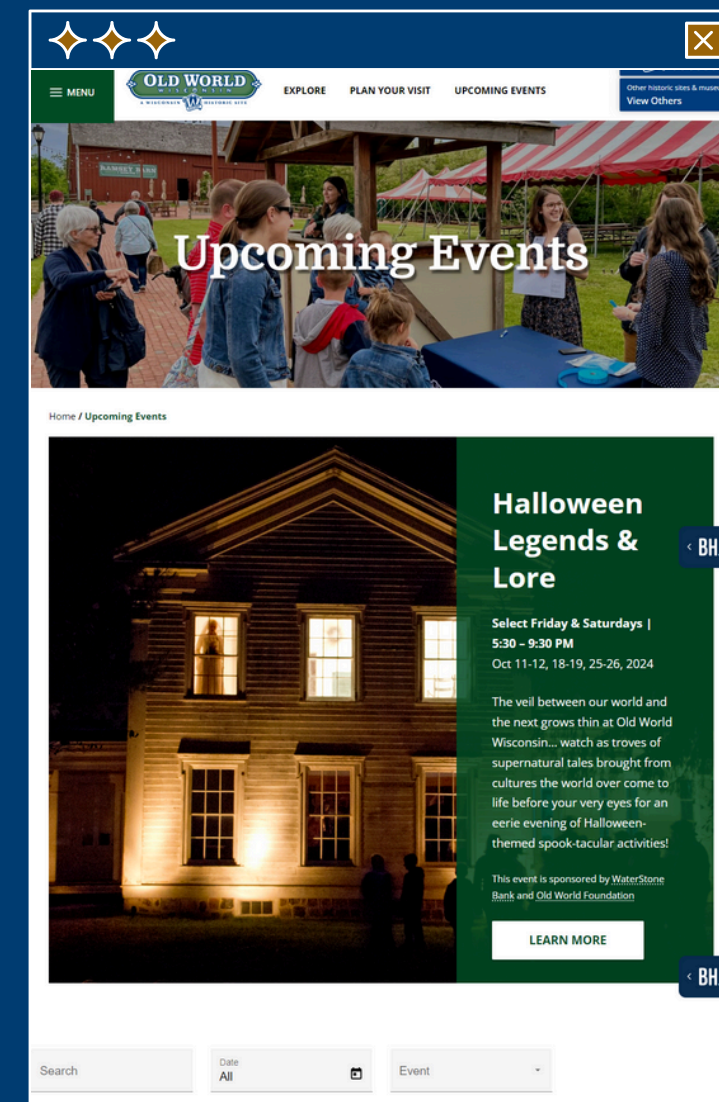 MENU
OLD WORLD
WISCONSIN
A WISCONSIN HISTORIC SITE
EXPLORE PLAN YOUR VISIT UPCOMING EVENTS
Other historic sites &
View Others
RAMSEY BARN
Upcoming Events
Home / Upcoming Events
Halloween
Legends &
Lore
Select Friday & Saturdays |
5:30 – 9:30 PM
Oct 11-12, 18-19, 25-26, 2024
The veil between our world and
the next grows thin at Old World
Wisconsin... watch as troves of
supernatural tales brought from
cultures the world over come to
life before your very eyes for an
eerie evening of Halloween-
themed spook-tacular activities!
This event is sponsored by WaterStone
Bank and Old World Foundation
LEARN MORE
Search
Date
All
Event